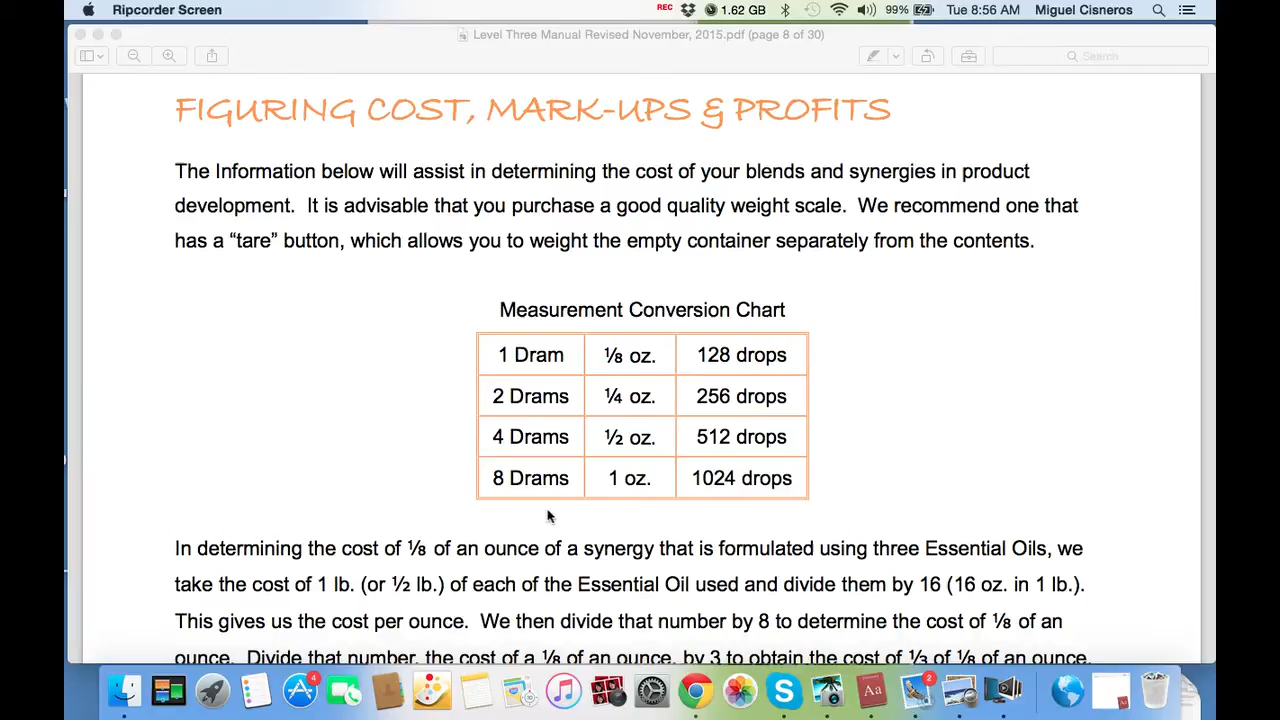 Ripcorder Screen REC 1.62 GB 99% Tue 8:56 AM Miguel Cisneros
Level Three Manual Revised November, 2015.pdf (page 8 of 30)
Search
FIGURING COST, MARK-UPS & PROFITS
The Information below will assist in determining the cost of your blends and synergies in product
development.  It is advisable that you purchase a good quality weight scale.  We recommend one that
has a “tare” button, which allows you to weight the empty container separately from the contents.
Measurement Conversion Chart
1 Dram ⅛ oz. 128 drops
2 Drams ¼ oz. 256 drops
4 Drams ½ oz. 512 drops
8 Drams 1 oz. 1024 drops
In determining the cost of ⅛ of an ounce of a synergy that is formulated using three Essential Oils, we
take the cost of 1 lb. (or ½ lb.) of each of the Essential Oil used and divide them by 16 (16 oz. in 1 lb.).
This gives us the cost per ounce.  We then divide that number by 8 to determine the cost of ⅛ of an
ounce.  Divide that number, the cost of a ⅛ of an ounce, by 3 to obtain the cost of ⅓ of ⅛ of an ounce.
4
Aa
2